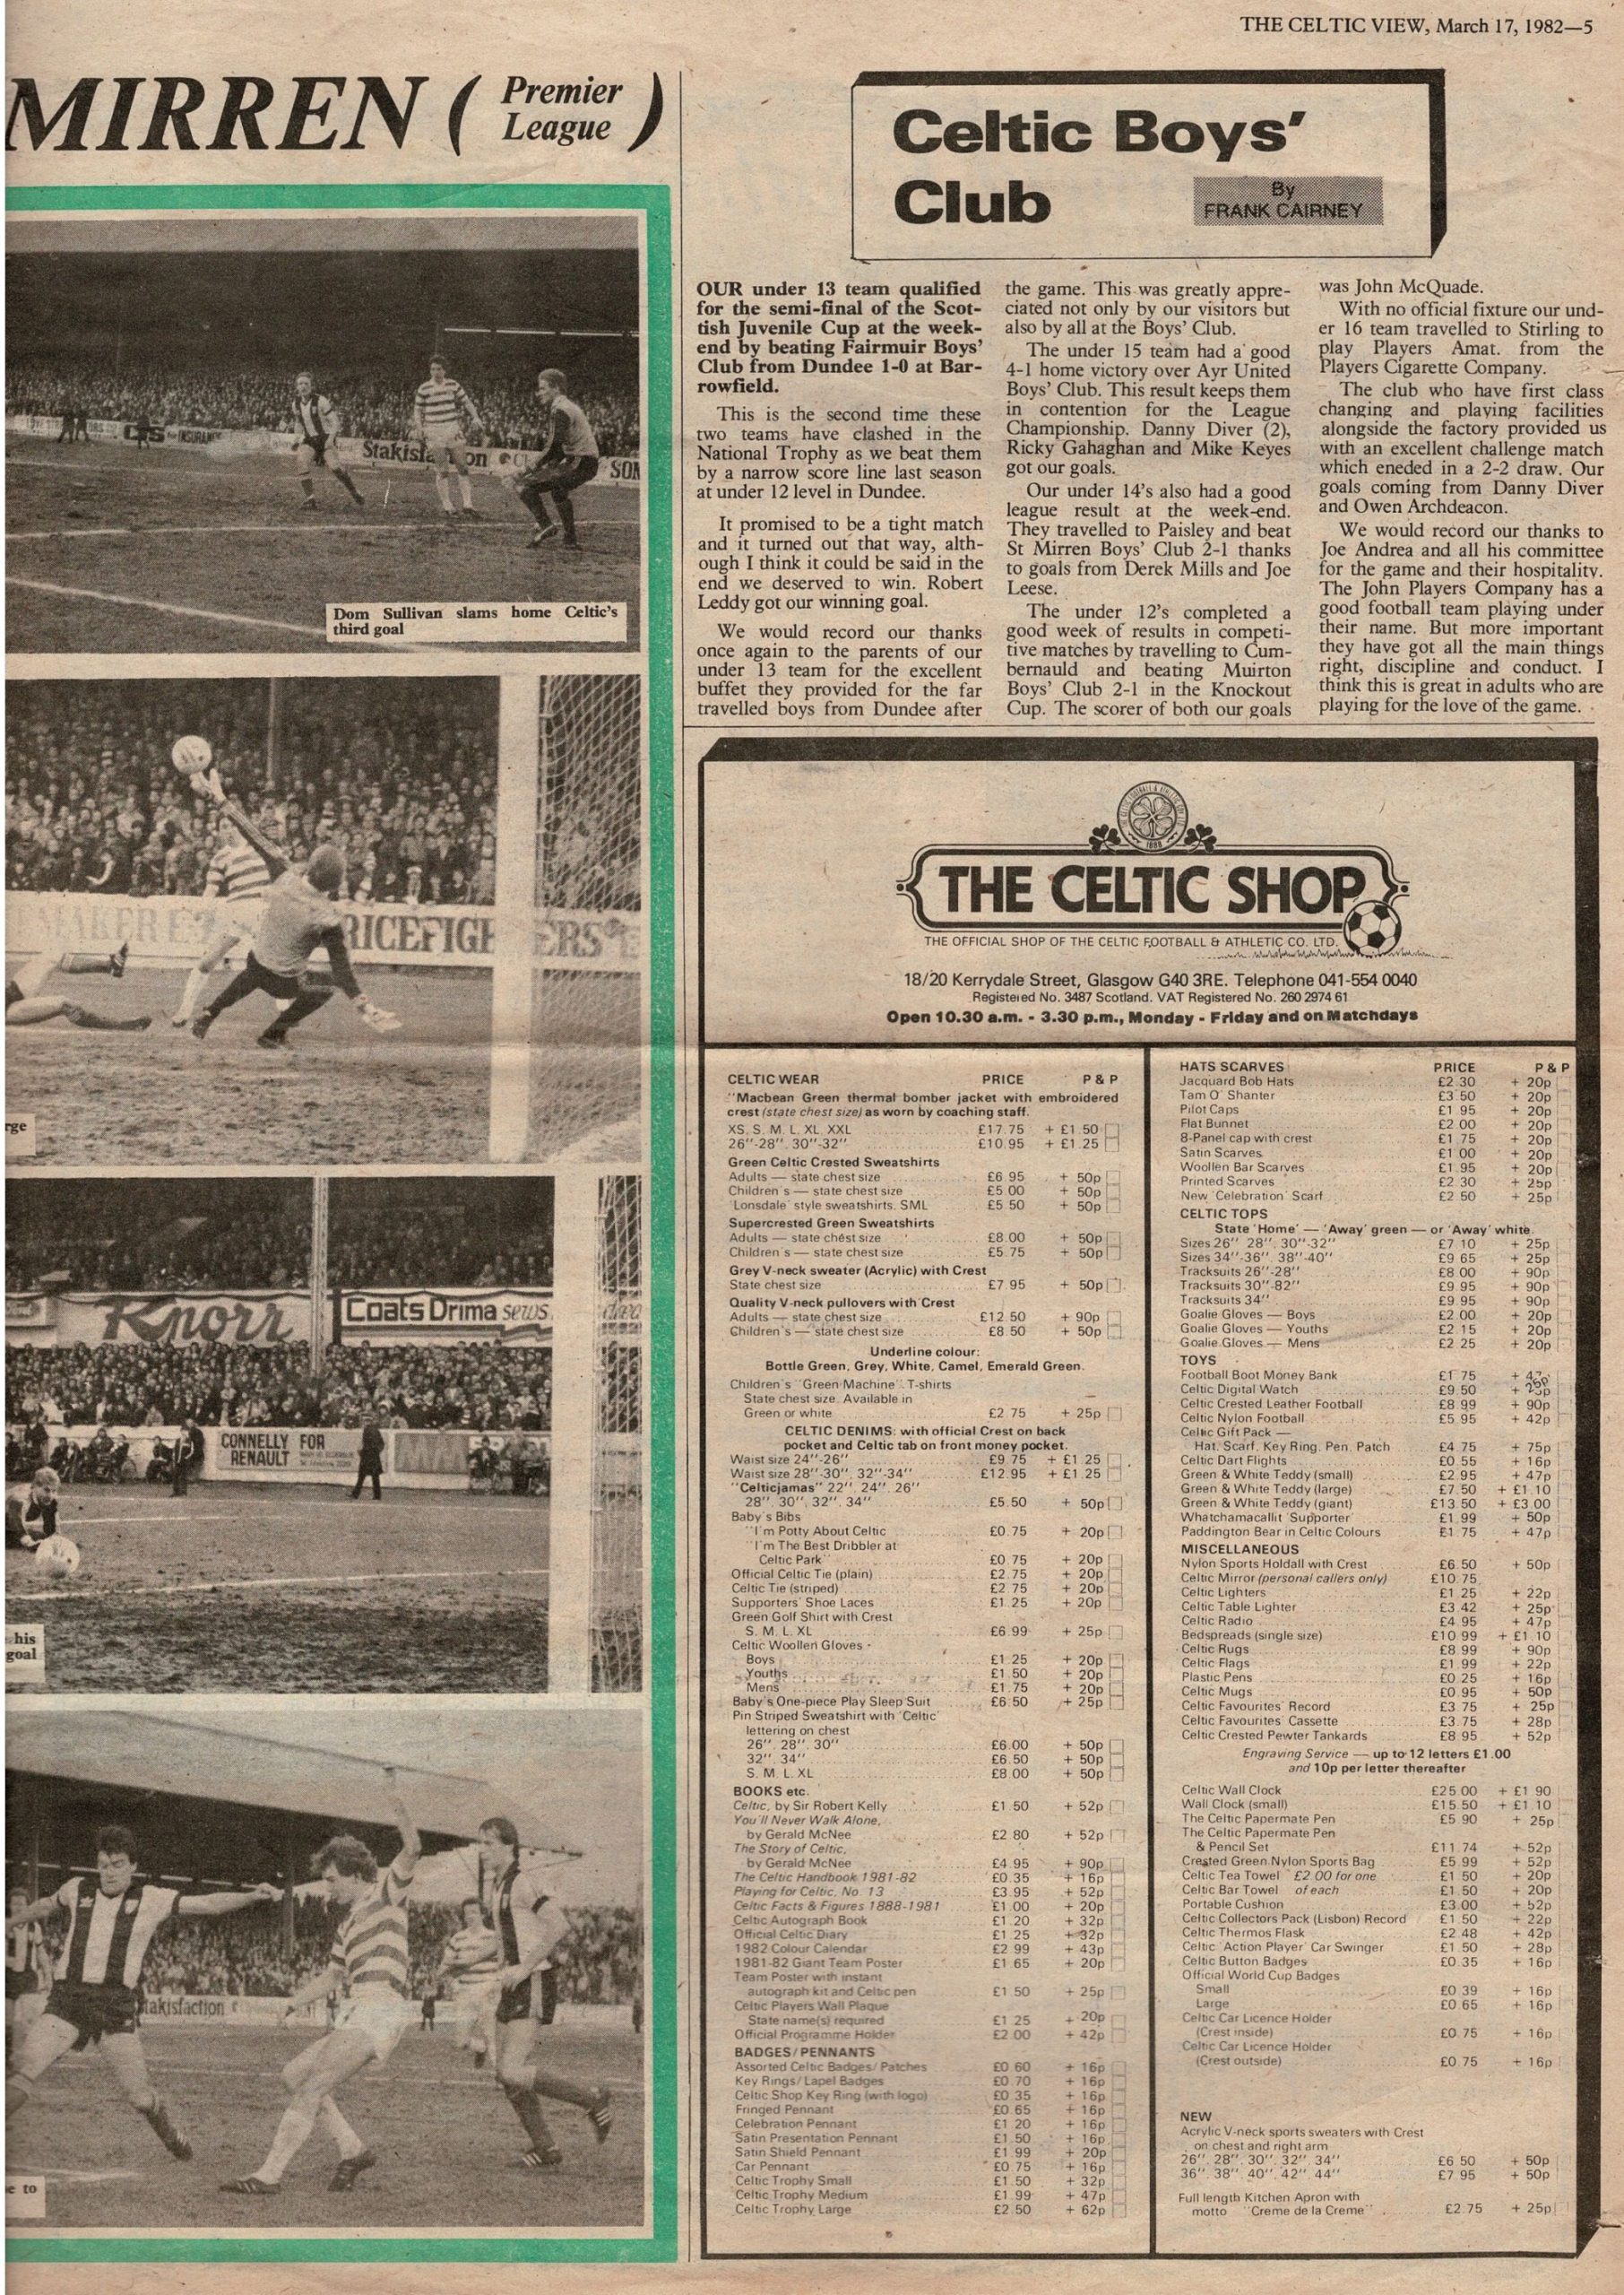 THE CELTIC VIEW, March 17, 1982—5
MIRREN ( Premier League )
Dom Sullivan slams home Celtic's
third goal
CIS for INSURANCE
Stakisfa on
SON
MAKER
RICEFIGH ERS
rge
Knorr
Coats Drima sews
CONNELLY FOR
RENAULT
his
goal
takisfaction
e to
Celtic Boys'
Club
By
FRANK CAIRNEY
OUR under 13 team qualified
for the semi-final of the Scot-
tish Juvenile Cup at the week-
end by beating Fairmuir Boys'
Club from Dundee 1-0 at Bar-
rowfield.
This is the second time these
two teams have clashed in the
National Trophy as we beat them
by a narrow score line last season
at under 12 level in Dundee.
It promised to be a tight match
and it turned out that way, alth-
ough I think it could be said in the
end we deserved to win. Robert
Leddy got our winning goal.
We would record our thanks
once again to the parents of our
under 13 team for the excellent
buffet they provided for the far
travelled boys from Dundee after
the game. This was greatly appre-
ciated not only by our visitors but
also by all at the Boys' Club.
The under 15 team had a good
4-1 home victory over Ayr United
Boys' Club. This result keeps them
in contention for the League
Championship. Danny Diver (2),
Ricky Gahaghan and Mike Keyes
got our goals.
Our under 14's also had a good
league result at the week-end.
They travelled to Paisley and beat
St Mirren Boys' Club 2-1 thanks
to goals from Derek Mills and Joe
Leese.
The under 12's completed a
good week of results in competi-
tive matches by travelling to Cum-
bernauld and beating Muirton
Boys' Club 2-1 in the Knockout
Cup. The scorer of both our goals
was John McQuade.
With no official fixture our und-
er 16 team travelled to Stirling to
play Players Amat. from the
Players Cigarette Company.
The club who have first class
changing and playing facilities
alongside the factory provided us
with an excellent challenge match
which eneded in a 2-2 draw. Our
goals coming from Danny Diver
and Owen Archdeacon.
We would record our thanks to
Joe Andrea and all his committee
for the game and their hospitality.
The John Players Company has a
good football team playing under
their name. But more important
they have got all the main things
right, discipline and conduct. I
think this is great in adults who are
playing for the love of the game.
1888
THE CELTIC SHOP
THE OFFICIAL SHOP OF THE CELTIC FOOTBALL & ATHLETIC CO. LTD.
18/20 Kerrydale Street, Glasgow G40 3RE. Telephone 041-554 0040
Registered No. 3487 Scotland. VAT Registered No. 260 2974 61
Open 10.30 a.m. - 3.30 p.m., Monday - Friday and on Matchdays
CELTIC WEAR PRICE P & P
"Macbean Green thermal bomber jacket with embroidered
crest (state chest size) as worn by coaching staff.
XS. S. M. L. XL. XXL £17.75 + £1.50
26"-28". 30"-32" £10.95 + £1.25
Green Celtic Crested Sweatshirts
Adults — state chest size £6.95 + 50p
Children's — state chest size £5.00 + 50p
'Lonsdale' style sweatshirts. SML £5.50 + 50p
Supercrested Green Sweatshirts
Adults — state chest size £8.00 + 50p
Children's — state chest size £5.75 + 50p
Grey V-neck sweater (Acrylic) with Crest
State chest size £7.95 + 50p
Quality V-neck pullovers with Crest
Adults — state chest size £12.50 + 90p
Children's — state chest size £8.50 + 50p
Underline colour:
Bottle Green, Grey, White, Camel, Emerald Green.
Children's "Green Machine" T-shirts
State chest size. Available in
Green or white £2.75 + 25p
CELTIC DENIMS: with official Crest on back
pocket and Celtic tab on front money pocket.
Waist size 24"-26" £9.75 + £1.25
Waist size 28"-30". 32"-34" £12.95 + £1.25
"Celticjamas" 22". 24". 26"
28". 30". 32". 34" £5.50 + 50p
Baby's Bibs
"I'm Potty About Celtic £0.75 + 20p
"I'm The Best Dribbler at
Celtic Park" £0.75 + 20p
Official Celtic Tie (plain) £2.75 + 20p
Celtic Tie (striped) £2.75 + 20p
Supporters' Shoe Laces £1.25 + 20p
Green Golf Shirt with Crest
S. M. L. XL £6.99 + 25p
Celtic Woollen Gloves -
Boys £1.25 + 20p
Youths £1.50 + 20p
Mens £1.75 + 20p
Baby's One-piece Play Sleep Suit £6.50 + 25p
Pin Striped Sweatshirt with 'Celtic'
lettering on chest
26". 28". 30" £6.00 + 50p
32". 34" £6.50 + 50p
S. M. L. XL £8.00 + 50p
BOOKS etc.
Celtic, by Sir Robert Kelly £1.50 + 52p
You'll Never Walk Alone,
by Gerald McNee £2.80 + 52p
The Story of Celtic,
by Gerald McNee £4.95 + 90p
The Celtic Handbook 1981-82 £0.35 + 16p
Playing for Celtic, No. 13 £3.95 + 52p
Celtic Facts & Figures 1888-1981 £1.00 + 20p
Celtic Autograph Book £1.20 + 32p
Official Celtic Diary £1.25 + 32p
1982 Colour Calendar £2.99 + 43p
1981-82 Giant Team Poster £1.65 + 20p
Team Poster with instant
autograph kit and Celtic pen £1.50 + 25p
Celtic Players Wall Plaque
State name(s) required £1.25 + 20p
Official Programme Holder £2.00 + 42p
BADGES/PENNANTS
Assorted Celtic Badges/Patches £0.60 + 16p
Key Rings/Lapel Badges £0.70 + 16p
Celtic Shop Key Ring (with logo) £0.35 + 16p
Fringed Pennant £0.65 + 16p
Celebration Pennant £1.20 + 16p
Satin Presentation Pennant £1.50 + 16p
Satin Shield Pennant £1.99 + 20p
Car Pennant £0.75 + 16p
Celtic Trophy Small £1.50 + 32p
Celtic Trophy Medium £1.99 + 47p
Celtic Trophy Large £2.50 + 62p
HATS SCARVES PRICE P & P
Jacquard Bob Hats £2.30 + 20p
Tam O' Shanter £3.50 + 20p
Pilot Caps £1.95 + 20p
Flat Bunnet £2.00 + 20p
8-Panel cap with crest £1.75 + 20p
Satin Scarves £1.00 + 20p
Woollen Bar Scarves £1.95 + 20p
Printed Scarves £2.30 + 25p
New 'Celebration' Scarf £2.50 + 25p
CELTIC TOPS
State 'Home' — 'Away' green — or 'Away' white.
Sizes 26". 28". 30"-32" £7.10 + 25p
Sizes 34"-36". 38"-40" £9.65 + 25p
Tracksuits 26"-28" £8.00 + 90p
Tracksuits 30"-82" £9.95 + 90p
Tracksuits 34" £9.95 + 90p
Goalie Gloves — Boys £2.00 + 20p
Goalie Gloves — Youths £2.15 + 20p
Goalie Gloves — Mens £2.25 + 20p
TOYS
Football Boot Money Bank £1.75
Celtic Digital Watch £9.50
Celtic Crested Leather Football £8.99 + 90p
Celtic Nylon Football £5.95 + 42p
Celtic Gift Pack —
Hat. Scarf. Key Ring. Pen. Patch £4.75 + 75p
Celtic Dart Flights £0.55 + 16p
Green & White Teddy (small) £2.95 + 47p
Green & White Teddy (large) £7.50 + £1.10
Green & White Teddy (giant) £13.50 + £3.00
Whatchamacallit 'Supporter' £1.99 + 50p
Paddington Bear in Celtic Colours £1.75 + 47p
MISCELLANEOUS
Nylon Sports Holdall with Crest £6.50 + 50p
Celtic Mirror (personal callers only) £10.75
Celtic Lighters £1.25 + 22p
Celtic Table Lighter £3.42 + 25p
Celtic Radio £4.95 + 47p
Bedspreads (single size) £10.99 + £1.10
Celtic Rugs £8.99 + 90p
Celtic Flags £1.99 + 22p
Plastic Pens £0.25 + 16p
Celtic Mugs £0.95 + 50p
Celtic Favourites' Record £3.75 + 25p
Celtic Favourites' Cassette £3.75 + 28p
Celtic Crested Pewter Tankards £8.95 + 52p
Engraving Service — up to 12 letters £1.00
and 10p per letter thereafter
Celtic Wall Clock £25.00 + £1.90
Wall Clock (small) £15.50 + £1.10
The Celtic Papermate Pen £5.90 + 25p
The Celtic Papermate Pen
& Pencil Set £11.74 + 52p
Crested Green Nylon Sports Bag £5.99 + 52p
Celtic Tea Towel £2.00 for one £1.50 + 20p
Celtic Bar Towel of each £1.50 + 20p
Portable Cushion £3.00 + 52p
Celtic Collectors Pack (Lisbon) Record £1.50 + 22p
Celtic Thermos Flask £2.48 + 42p
Celtic 'Action Player' Car Swinger £1.50 + 28p
Celtic Button Badges £0.35 + 16p
Official World Cup Badges
Small £0.39 + 16p
Large £0.65 + 16p
Celtic Car Licence Holder
(Crest inside) £0.75 + 16p
Celtic Car Licence Holder
(Crest outside) £0.75 + 16p
NEW
Acrylic V-neck sports sweaters with Crest
on chest and right arm
26". 28". 30". 32". 34" £6.50 + 50p
36". 38". 40". 42". 44" £7.95 + 50p
Full length Kitchen Apron with
motto "Creme de la Creme" £2.75 + 25p